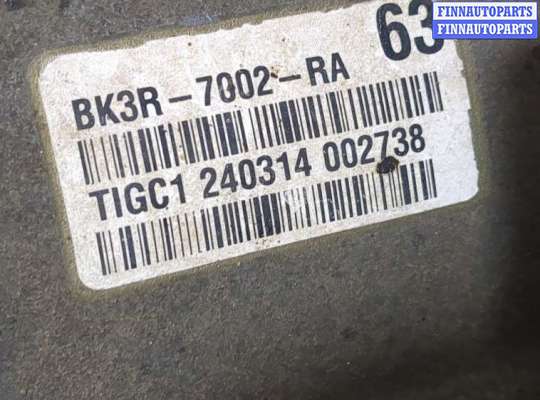 FINNAUTOPARTS
FINNAUTOPARTS
63
BK3R-7002-RA
TIGC1 240314 002738